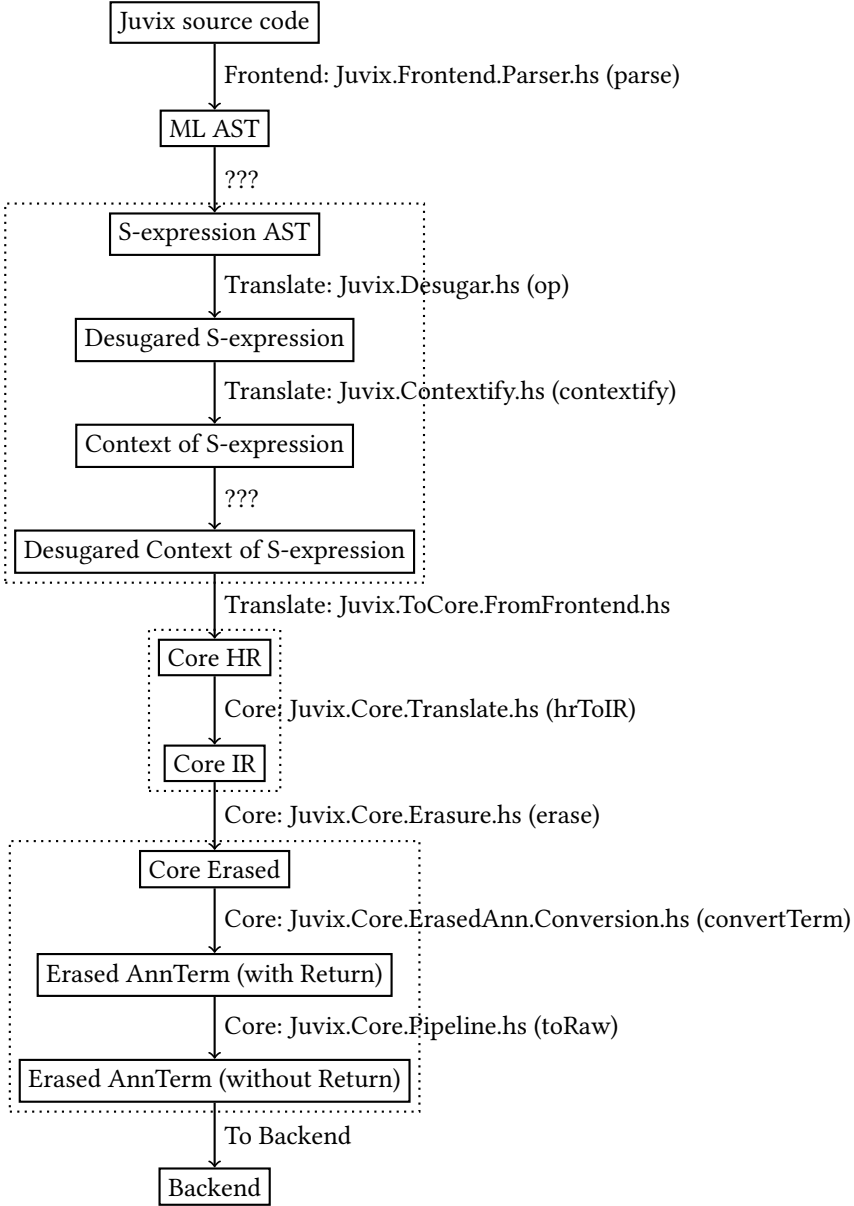 Juvix source code
Frontend: Juvix.Frontend.Parser.hs (parse)
ML AST
???
S-expression AST
Translate: Juvix.Desugar.hs (op)
Desugared S-expression
Translate: Juvix.Contextify.hs (contextify)
Context of S-expression
???
Desugared Context of S-expression
Translate: Juvix.ToCore.FromFrontend.hs
Core HR
Core: Juvix.Core.Translate.hs (hrToIR)
Core IR
Core: Juvix.Core.Erasure.hs (erase)
Core Erased
Core: Juvix.Core.ErasedAnn.Conversion.hs (convertTerm)
Erased AnnTerm (with Return)
Core: Juvix.Core.Pipeline.hs (toRaw)
Erased AnnTerm (without Return)
To Backend
Backend